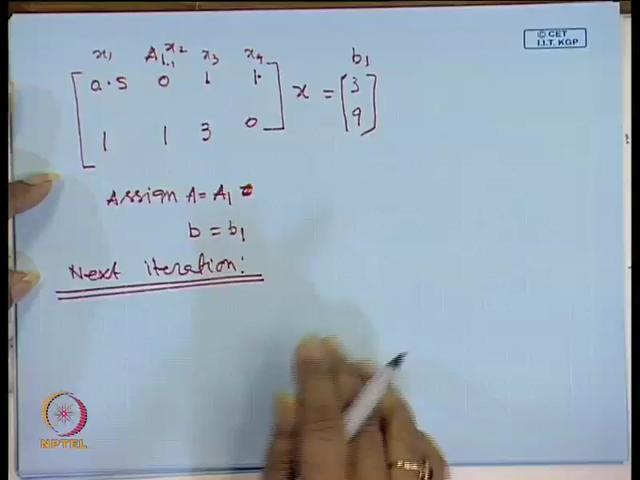 © CET
I.I.T. KGP
x₁ A₁ x₂ x₃ x₄ b₁
0.5 0 1 1 x = 3
1 1 3 0 9
Assign A = A₁
b = b₁
Next iteration:
NPTEL